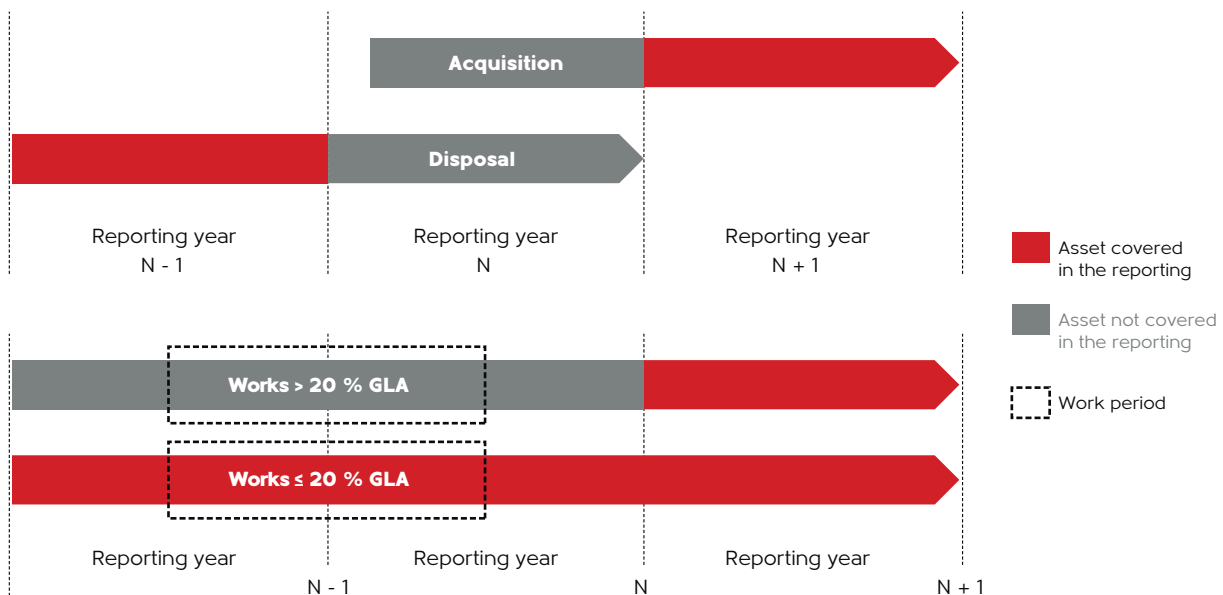 Acquisition
Disposal
Reporting year
N - 1
Reporting year
N
Reporting year
N + 1
Asset covered
in the reporting
Asset not covered
in the reporting
Work period
Works > 20 % GLA
Works ≤ 20 % GLA
Reporting year
N - 1
Reporting year
N
Reporting year
N + 1